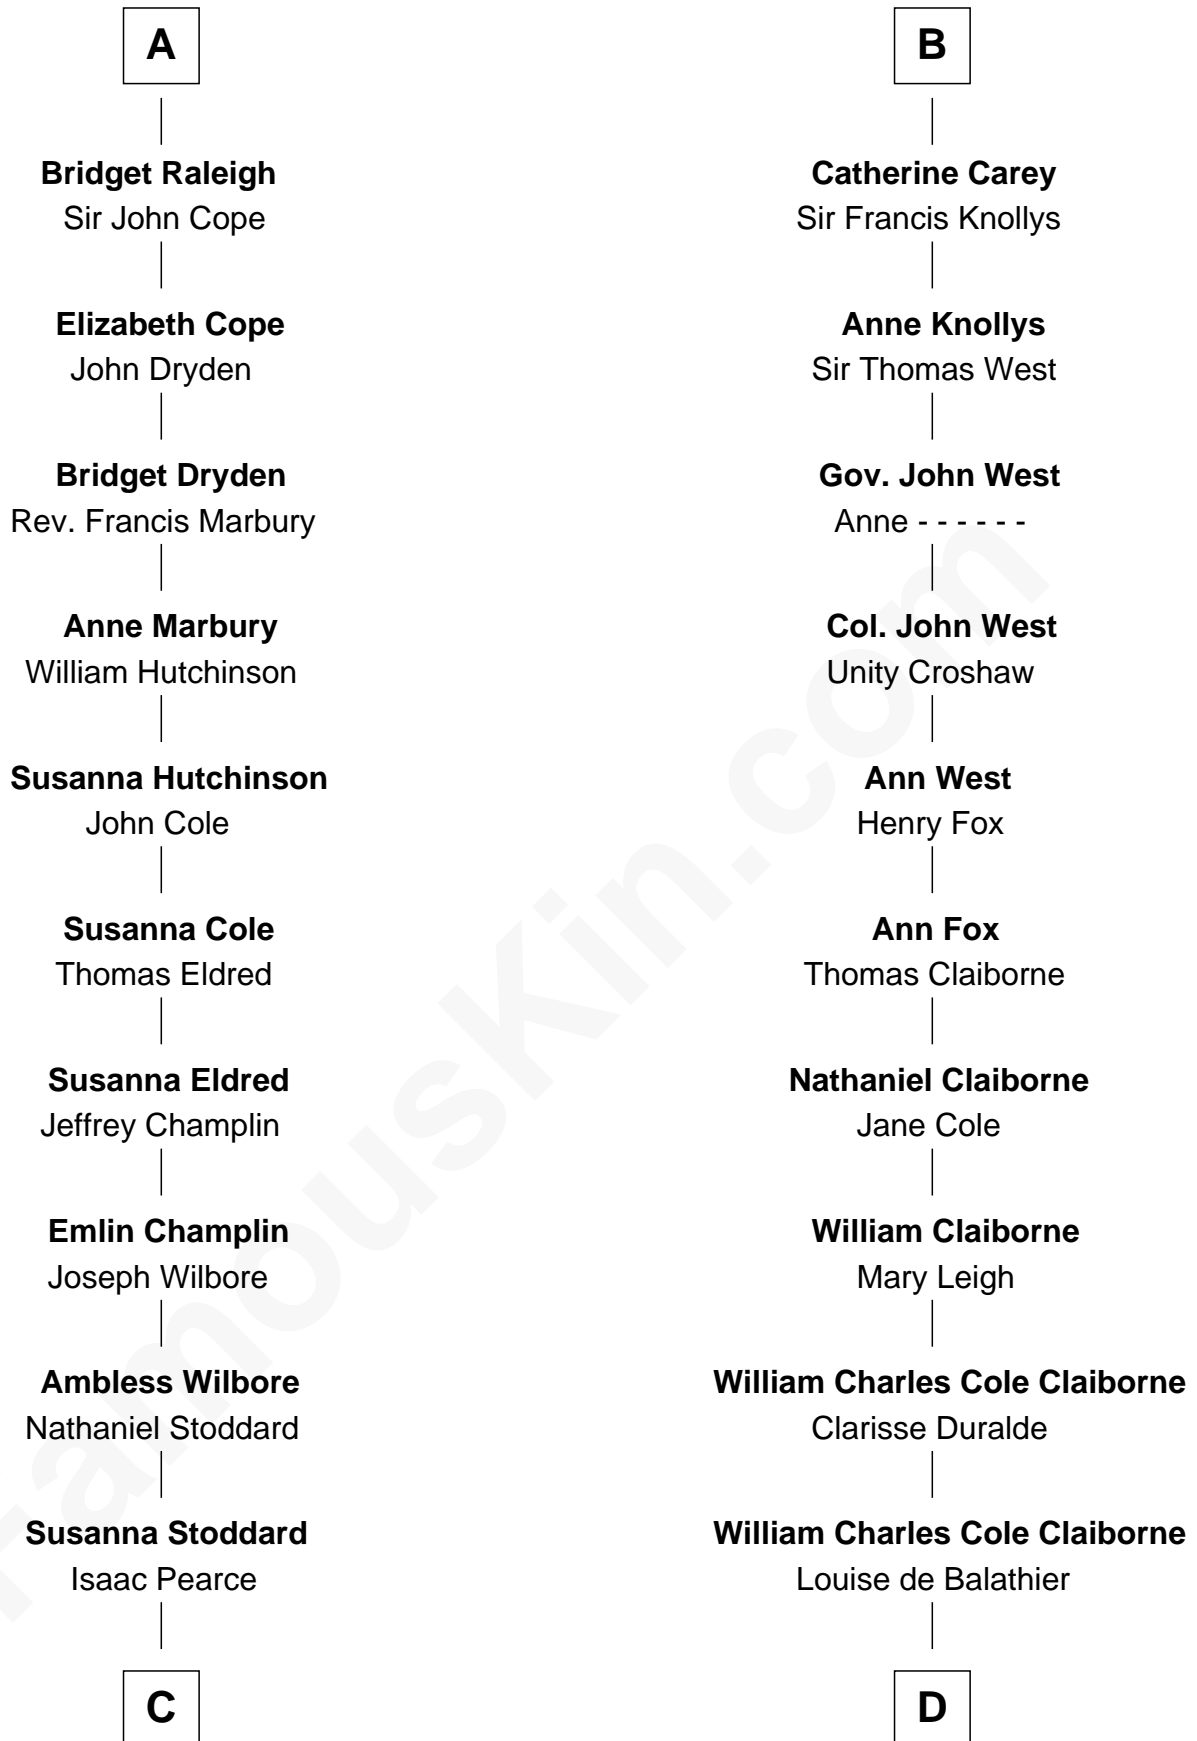 A
Bridget Raleigh
Sir John Cope
Elizabeth Cope
John Dryden
Bridget Dryden
Rev. Francis Marbury
Anne Marbury
William Hutchinson
Susanna Hutchinson
John Cole
Susanna Cole
Thomas Eldred
Susanna Eldred
Jeffrey Champlin
Emlin Champlin
Joseph Wilbore
Ambless Wilbore
Nathaniel Stoddard
Susanna Stoddard
Isaac Pearce
C
B
Catherine Carey
Sir Francis Knollys
Anne Knollys
Sir Thomas West
Gov. John West
Anne - - - - - -
Col. John West
Unity Croshaw
Ann West
Henry Fox
Ann Fox
Thomas Claiborne
Nathaniel Claiborne
Jane Cole
William Claiborne
Mary Leigh
William Charles Cole Claiborne
Clarisse Duralde
William Charles Cole Claiborne
Louise de Balathier
D
FamousKin.com